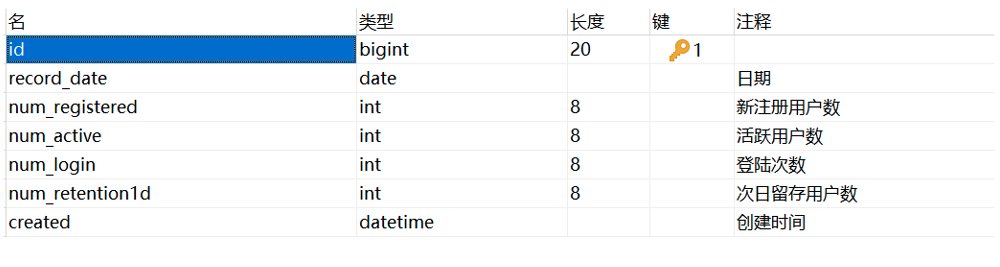 名 类型 长度 键 注释
id bigint 20 1
record_date date 日期
num_registered int 8 新注册用户数
num_active int 8 活跃用户数
num_login int 8 登陆次数
num_retention1d int 8 次日留存用户数
created datetime 创建时间